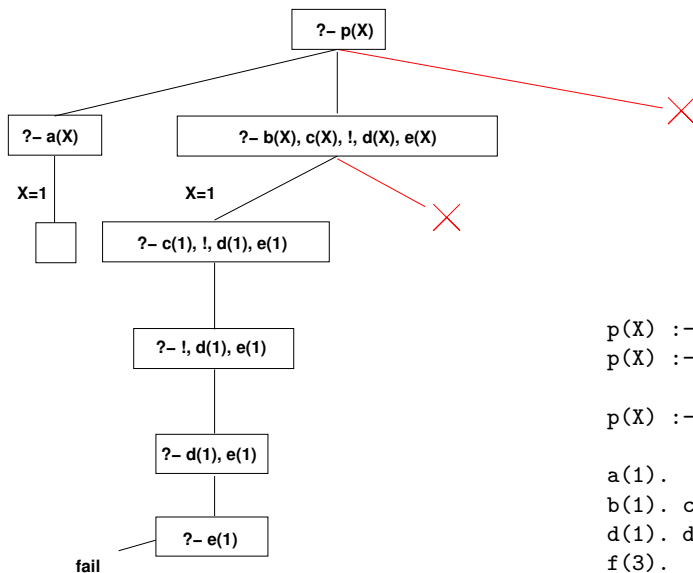 ?– p(X)
?– a(X)
?– b(X), c(X), !, d(X), e(X)
X=1
X=1
?– c(1), !, d(1), e(1)
?– !, d(1), e(1)
?– d(1), e(1)
?– e(1)
fail
p(X) :–
p(X) :–
p(X) :–
a(1).
b(1). c
d(1). d
f(3).